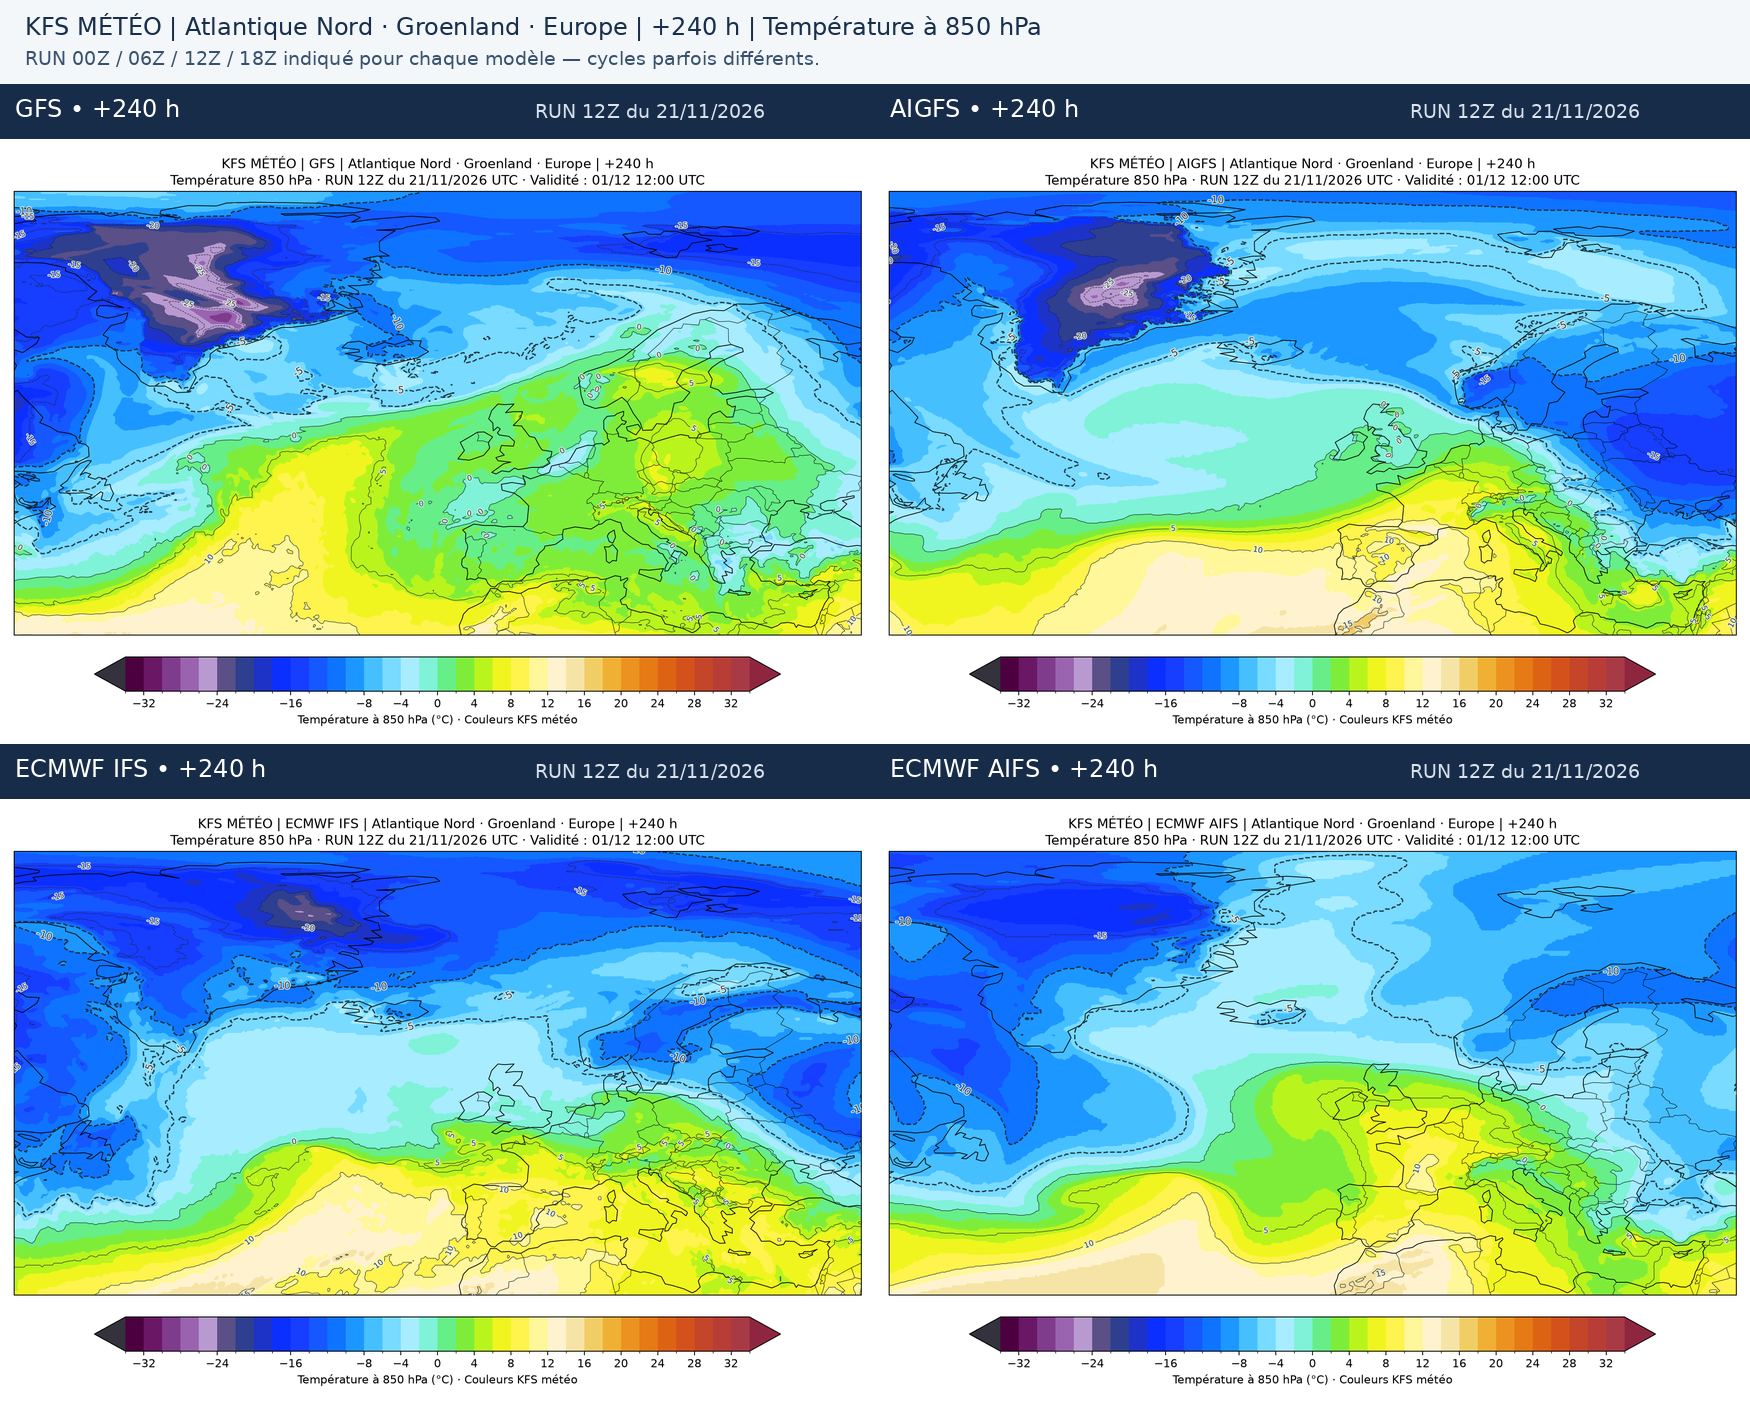 KFS MÉTÉO | Atlantique Nord · Groenland · Europe | +240 h | Température à 850 hPa
RUN 00Z / 06Z / 12Z / 18Z indiqué pour chaque modèle — cycles parfois différents.
GFS • +240 h
RUN 12Z du 21/11/2026
KFS MÉTÉO | GFS | Atlantique Nord · Groenland · Europe | +240 h
Température 850 hPa · RUN 12Z du 21/11/2026 UTC · Validité : 01/12 12:00 UTC
−32 −24 −16 −8 −4 0 4 8 12 16 20 24 28 32
Température à 850 hPa (°C) · Couleurs KFS météo
AIGFS • +240 h
RUN 12Z du 21/11/2026
KFS MÉTÉO | AIGFS | Atlantique Nord · Groenland · Europe | +240 h
Température 850 hPa · RUN 12Z du 21/11/2026 UTC · Validité : 01/12 12:00 UTC
−32 −24 −16 −8 −4 0 4 8 12 16 20 24 28 32
Température à 850 hPa (°C) · Couleurs KFS météo
ECMWF IFS • +240 h
RUN 12Z du 21/11/2026
KFS MÉTÉO | ECMWF IFS | Atlantique Nord · Groenland · Europe | +240 h
Température 850 hPa · RUN 12Z du 21/11/2026 UTC · Validité : 01/12 12:00 UTC
−32 −24 −16 −8 −4 0 4 8 12 16 20 24 28 32
Température à 850 hPa (°C) · Couleurs KFS météo
ECMWF AIFS • +240 h
RUN 12Z du 21/11/2026
KFS MÉTÉO | ECMWF AIFS | Atlantique Nord · Groenland · Europe | +240 h
Température 850 hPa · RUN 12Z du 21/11/2026 UTC · Validité : 01/12 12:00 UTC
−32 −24 −16 −8 −4 0 4 8 12 16 20 24 28 32
Température à 850 hPa (°C) · Couleurs KFS météo